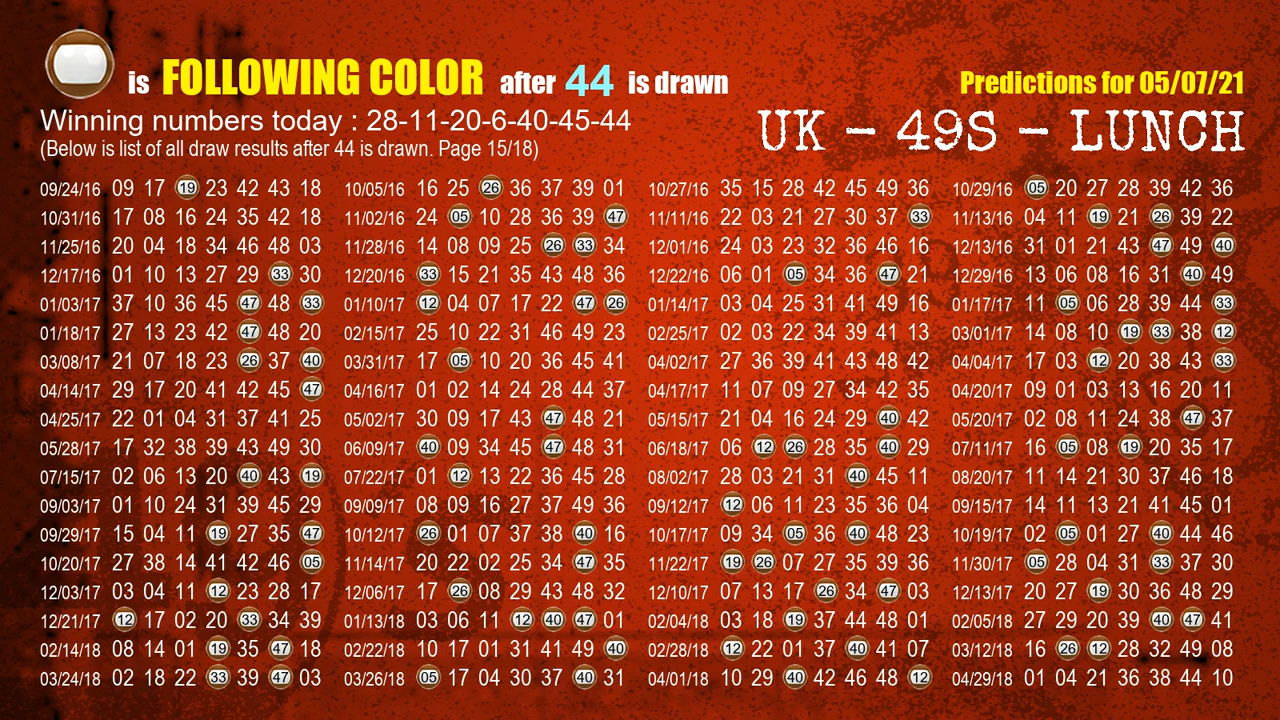 is FOLLOWING COLOR after 44 is drawn
Predictions for 05/07/21
Winning numbers today : 28-11-20-6-40-45-44
UK - 49S - LUNCH
(Below is list of all draw results after 44 is drawn. Page 15/18)
09/24/16 09 17 19 23 42 43 18 10/05/16 16 25 26 36 37 39 01 10/27/16 35 15 28 42 45 49 36 10/29/16 05 20 27 28 39 42 36
10/31/16 17 08 16 24 35 42 18 11/02/16 24 05 10 28 36 39 47 11/11/16 22 03 21 27 30 37 33 11/13/16 04 11 19 21 26 39 22
11/25/16 20 04 18 34 46 48 03 11/28/16 14 08 09 25 26 33 34 12/01/16 24 03 23 32 36 46 16 12/13/16 31 01 21 43 47 49 40
12/17/16 01 10 13 27 29 33 30 12/20/16 33 15 21 35 43 48 36 12/22/16 06 01 05 34 36 47 21 12/29/16 13 06 08 16 31 40 49
01/03/17 37 10 36 45 47 48 33 01/10/17 12 04 07 17 22 47 26 01/14/17 03 04 25 31 41 49 16 01/17/17 11 05 06 28 39 44 33
01/18/17 27 13 23 42 47 48 20 02/15/17 25 10 22 31 46 49 23 02/25/17 02 03 22 34 39 41 13 03/01/17 14 08 10 19 33 38 12
03/08/17 21 07 18 23 26 37 40 03/31/17 17 05 10 20 36 45 41 04/02/17 27 36 39 41 43 48 42 04/04/17 17 03 12 20 38 43 33
04/14/17 29 17 20 41 42 45 47 04/16/17 01 02 14 24 28 44 37 04/17/17 11 07 09 27 34 42 35 04/20/17 09 01 03 13 16 20 11
04/25/17 22 01 04 31 37 41 25 05/02/17 30 09 17 43 47 48 21 05/15/17 21 04 16 24 29 40 42 05/20/17 02 08 11 24 38 47 37
05/28/17 17 32 38 39 43 49 30 06/09/17 40 09 34 45 47 48 31 06/18/17 06 12 26 28 35 40 29 07/11/17 16 05 08 19 20 35 17
07/15/17 02 06 13 20 40 43 19 07/22/17 01 12 13 22 36 45 28 08/02/17 28 03 21 31 40 45 11 08/20/17 11 14 21 30 37 46 18
09/03/17 01 10 24 31 39 45 29 09/09/17 08 09 16 27 37 49 36 09/12/17 12 06 11 23 35 36 04 09/15/17 14 11 13 21 41 45 01
09/29/17 15 04 11 19 27 35 47 10/12/17 26 01 07 37 38 40 16 10/17/17 09 34 05 36 40 48 23 10/19/17 02 05 01 27 40 44 46
10/20/17 27 38 14 41 42 46 05 11/14/17 20 22 02 25 34 47 35 11/22/17 19 26 07 27 35 39 36 11/30/17 05 28 04 31 33 37 30
12/03/17 03 04 11 12 23 28 17 12/06/17 17 26 08 29 43 48 32 12/10/17 07 13 17 26 34 47 03 12/13/17 20 27 19 30 36 48 29
12/21/17 12 17 02 20 33 34 39 01/13/18 03 06 11 12 40 47 01 02/04/18 03 18 19 37 44 48 01 02/05/18 27 29 20 39 40 47 41
02/14/18 08 14 01 19 35 47 18 02/22/18 10 17 01 31 41 49 40 02/28/18 12 22 01 37 40 41 07 03/12/18 16 26 12 28 32 49 08
03/24/18 02 18 22 33 39 47 03 03/26/18 05 17 04 30 37 40 31 04/01/18 10 29 40 42 46 48 12 04/29/18 01 04 21 36 38 44 10